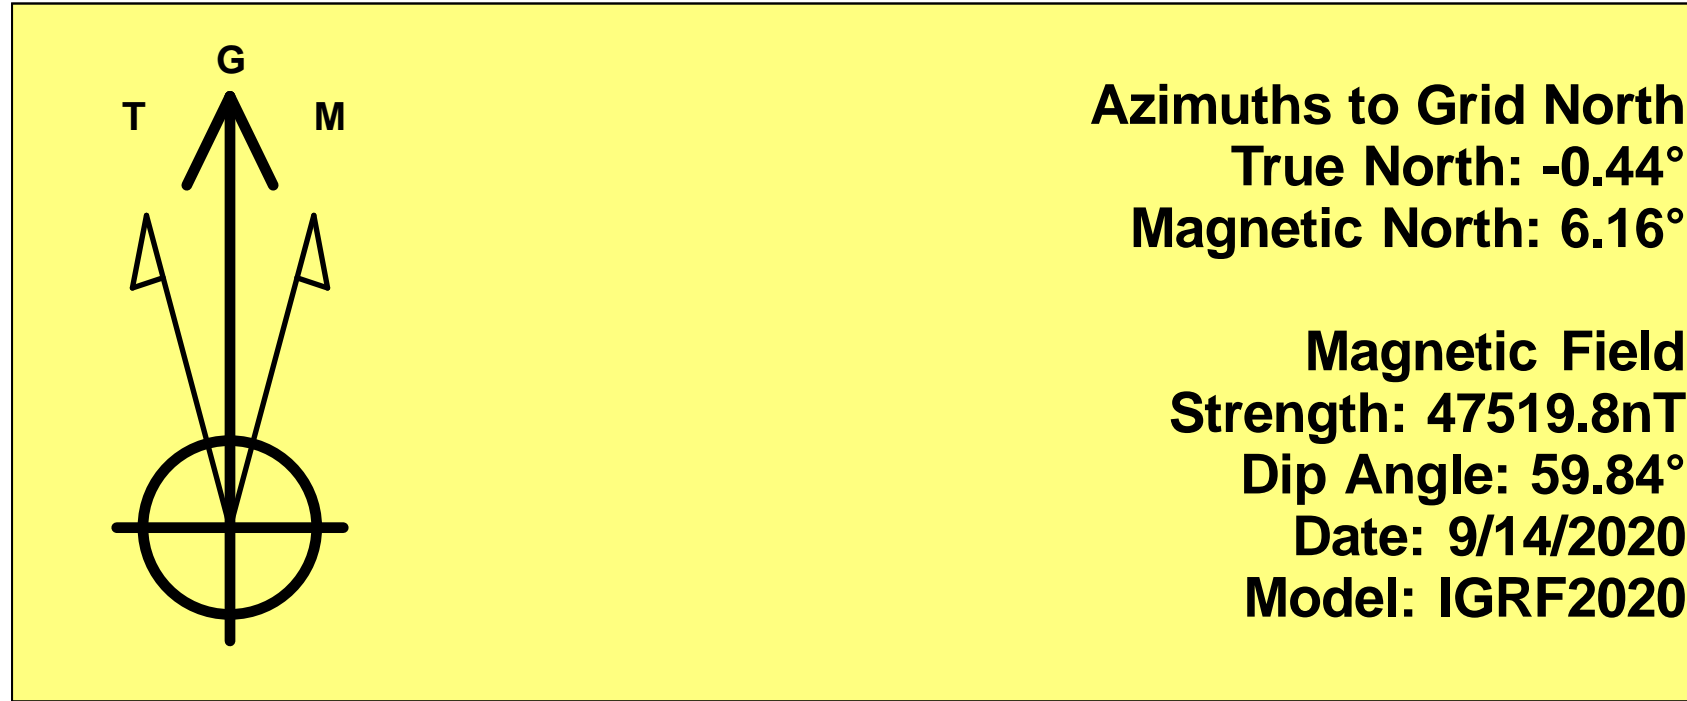 G
T M
Azimuths to Grid North
True North: -0.44°
Magnetic North: 6.16°
Magnetic Field
Strength: 47519.8nT
Dip Angle: 59.84°
Date: 9/14/2020
Model: IGRF2020